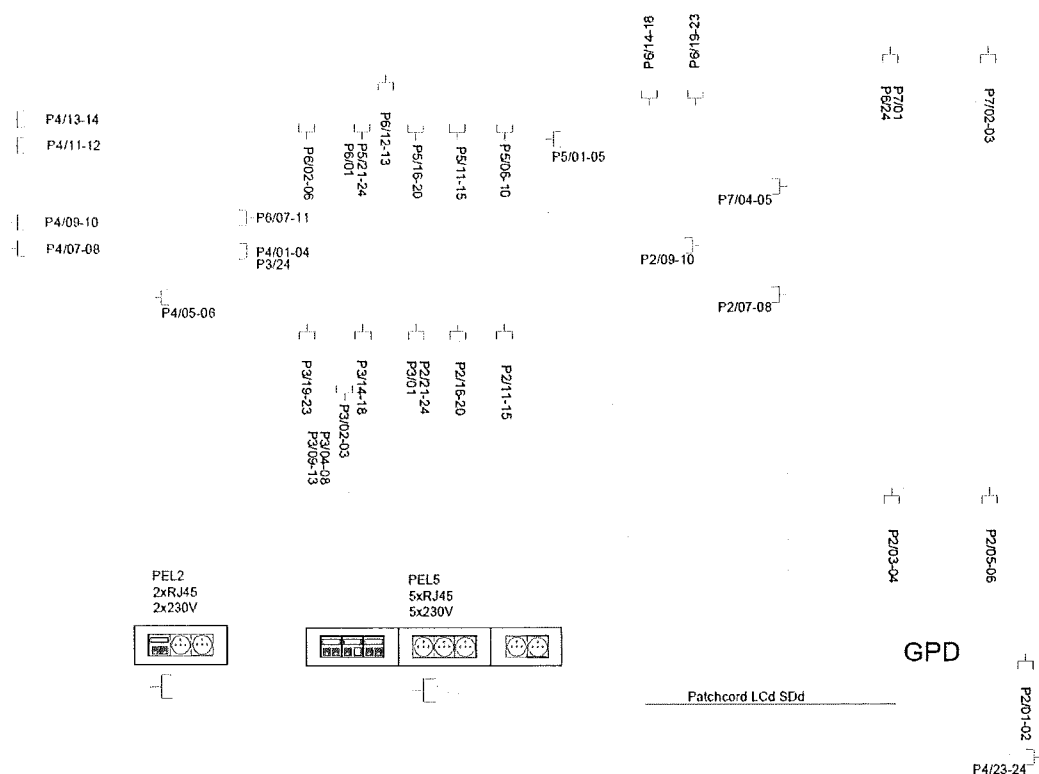 P6/14-18
P6/19-23
P7/01
P6/24
P7/02-03
P4/13-14
P4/11-12
P6/12-13
P6/02-06
P5/21-24
P6/01
P5/16-20
P5/11-15
P5/06-10
P5/01-05
P7/04-05
P4/09-10
P6/07-11
P4/07-08
P4/01-04
P3/24
P2/09-10
P4/05-06
P2/07-08
P3/19-23
P3/14-18
P2/21-24
P3/01
P2/16-20
P2/11-15
P3/02-03
P3/04-08
P3/09-13
P2/03-04
P2/05-06
PEL2
2xRJ45
2x230V
PEL5
5xRJ45
5x230V
GPD
Patchcord LCd SDd
P2/01-02
P4/23-24